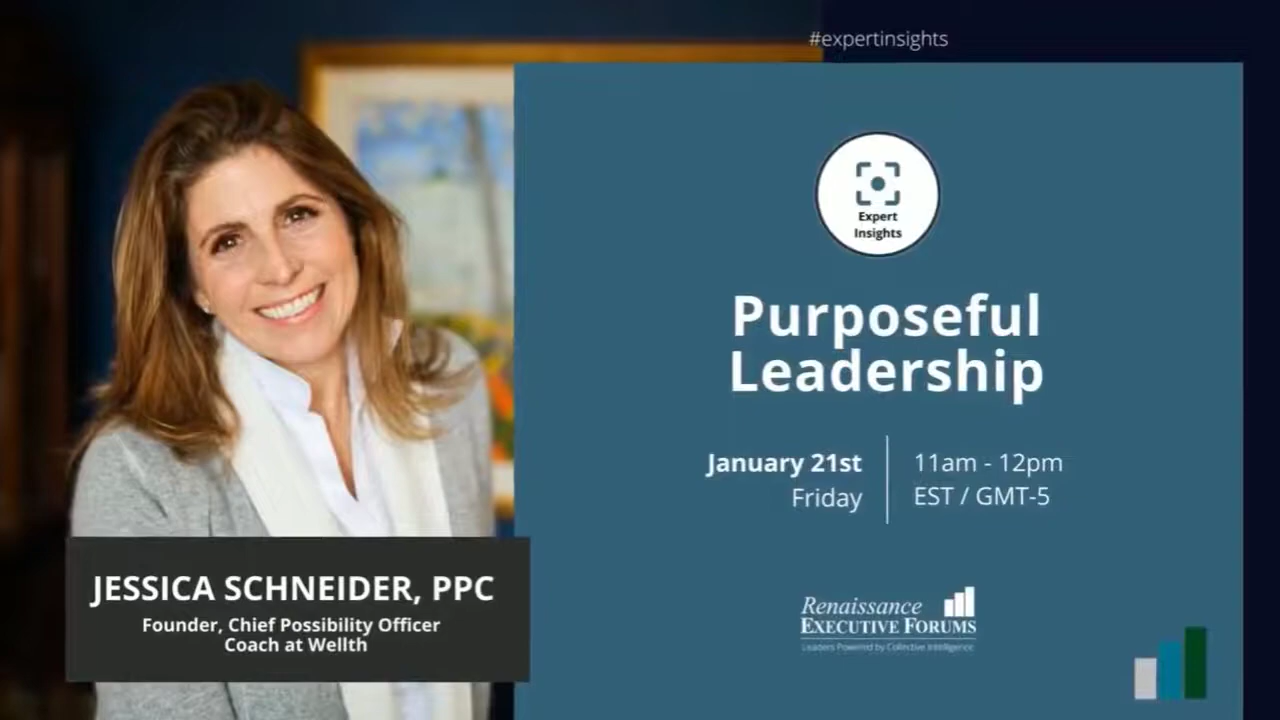 #expertinsights
Expert
Insights
Purposeful
Leadership
January 21st
Friday
11am - 12pm
EST / GMT-5
JESSICA SCHNEIDER, PPC
Founder, Chief Possibility Officer
Coach at Wellth
Renaissance
EXECUTIVE FORUMS
Leaders Powered by Collective Intelligence